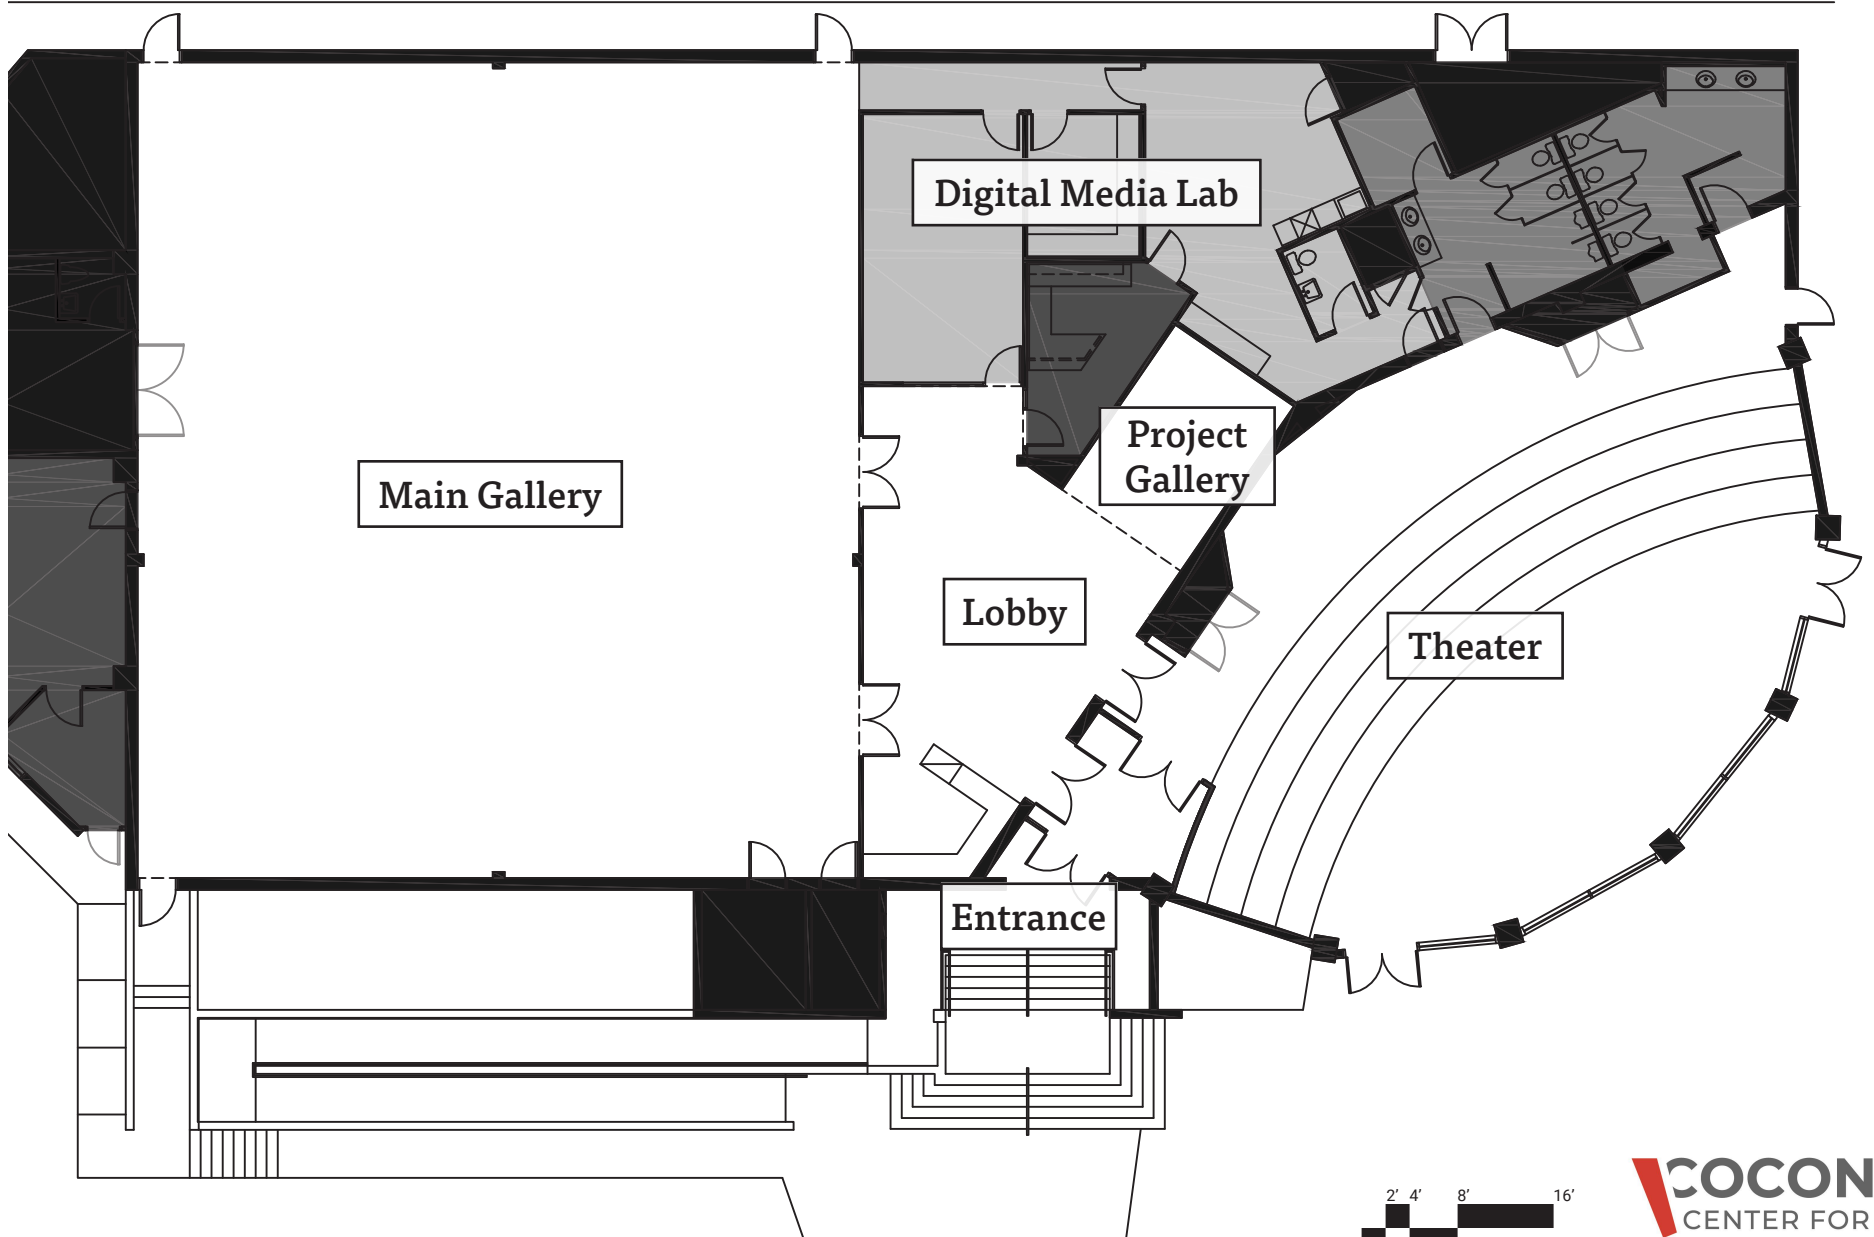 Digital Media Lab
Project
Gallery
Main Gallery
Lobby
Theater
Entrance
2’ 4’ 8’ 16’
COCON
CENTER FOR